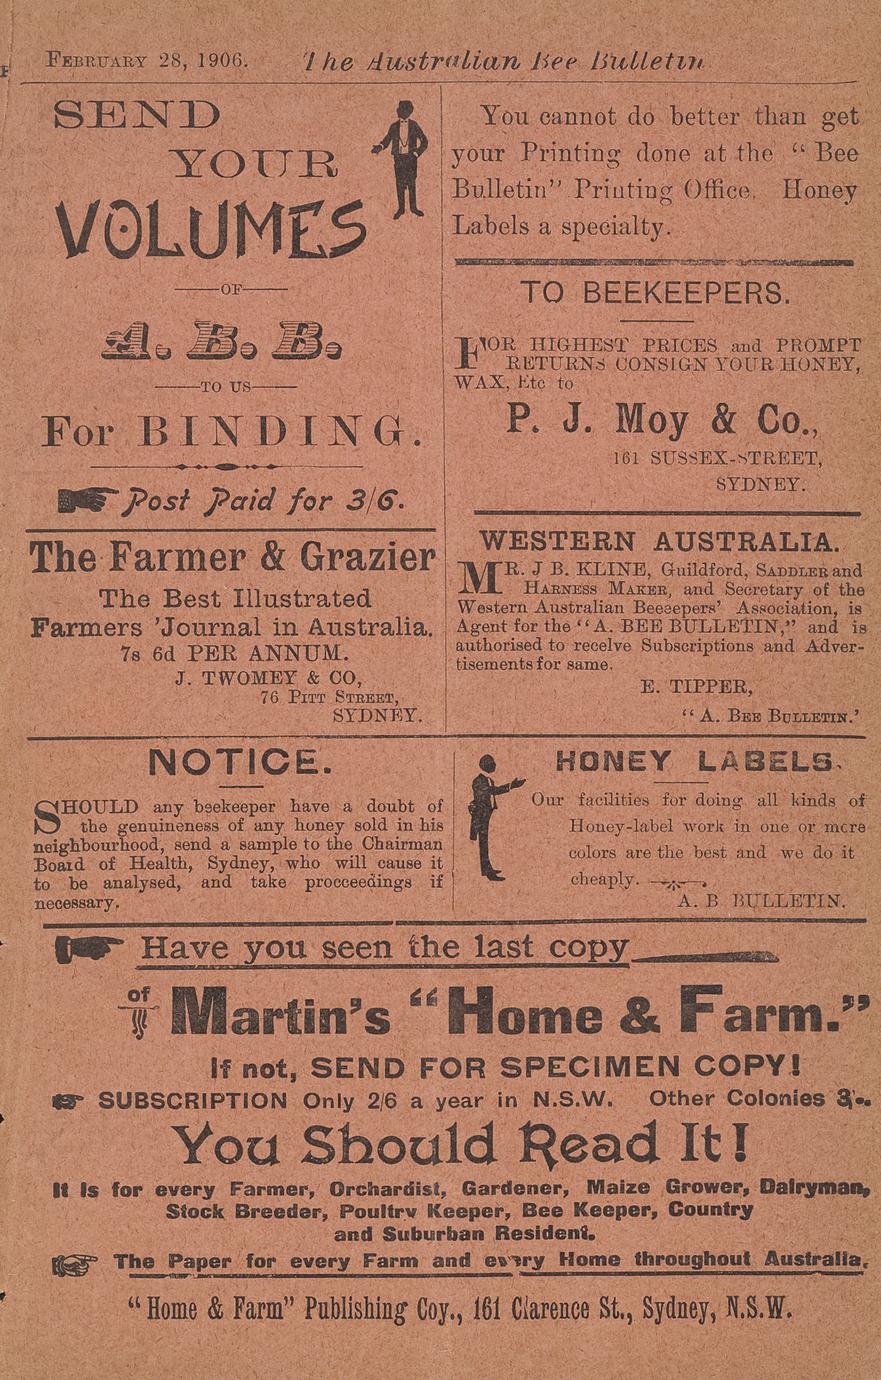 FEBRUARY 28, 1906. The Australian Bee Bulletin
SEND
YOUR
VOLUMES
OF
A. B. B.
TO US
For BINDING.
Post Paid for 3/6.
The Farmer & Grazier
The Best Illustrated
Farmers 'Journal in Australia.
7s 6d PER ANNUM.
J. TWOMEY & CO,
76 PITT STREET,
SYDNEY.
You cannot do better than get
your Printing done at the “ Bee
Bulletin” Printing Office. Honey
Labels a specialty.
TO BEEKEEPERS.
FOR HIGHEST PRICES and PROMPT
RETURNS CONSIGN YOUR HONEY,
WAX, Etc to
P. J. Moy & Co.,
161 SUSSEX-STREET,
SYDNEY.
WESTERN AUSTRALIA.
MR. J B. KLINE, Guildford, SADDLER and
HARNESS MAKER, and Secretary of the
Western Australian Beeeepers' Association, is
Agent for the “A. BEE BULLETIN,” and is
authorised to receive Subscriptions and Adver-
tisements for same.
E. TIPPER,
“ A. BEE BULLETIN.'
NOTICE.
SHOULD any beekeeper have a doubt of
the genuineness of any honey sold in his
neighbourhood, send a sample to the Chairman
Board of Health, Sydney, who will cause it
to be analysed, and take procceedings if
necessary.
HONEY LABELS.
Our facilities for doing all kinds of
Honey-label work in one or more
colors are the best and we do it
cheaply.
A. B. BULLETIN.
Have you seen the last copy
of Martin's “Home & Farm.”
If not, SEND FOR SPECIMEN COPY!
SUBSCRIPTION Only 2/6 a year in N.S.W. Other Colonies 3/-.
You Should Read It!
It Is for every Farmer, Orchardist, Gardener, Maize Grower, Dairyman,
Stock Breeder, Poultry Keeper, Bee Keeper, Country
and Suburban Resident.
The Paper for every Farm and every Home throughout Australia.
“Home & Farm” Publishing Coy., 161 Clarence St., Sydney, N.S.W.